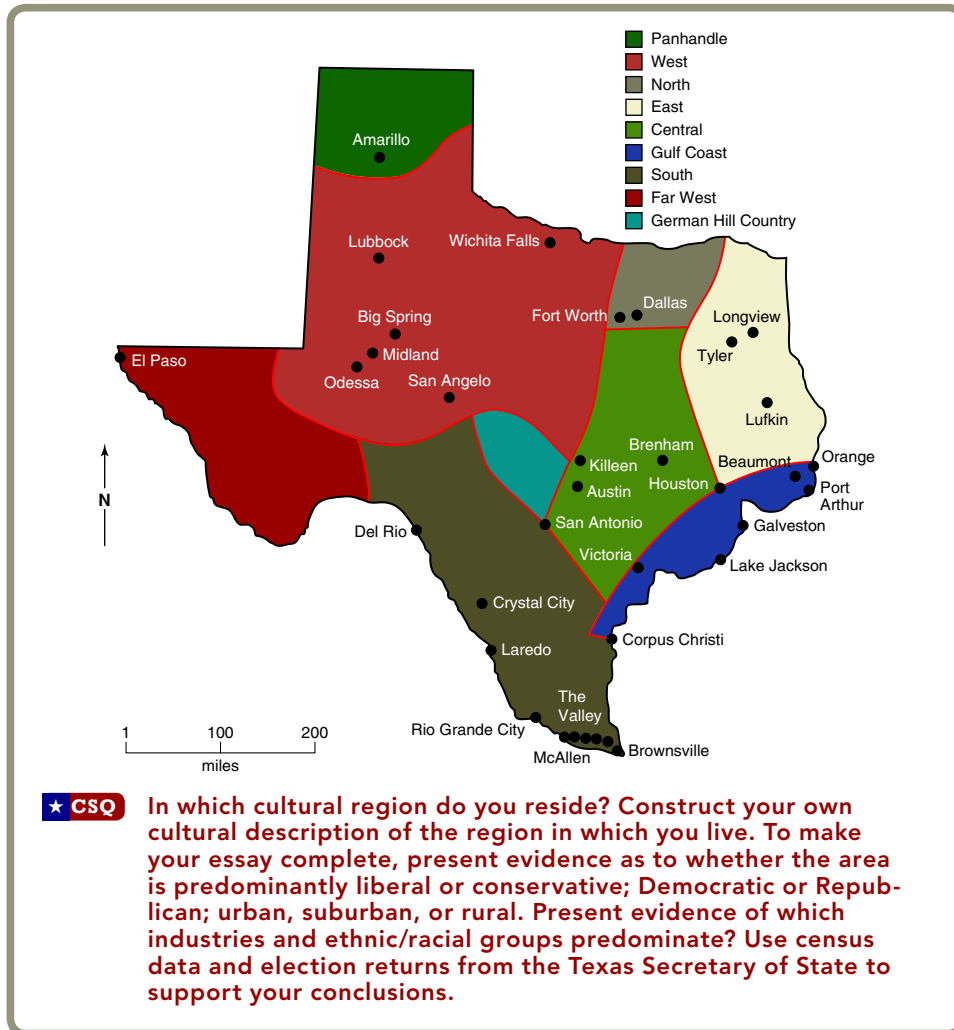 Panhandle
West
North
East
Central
Gulf Coast
South
Far West
German Hill Country
Amarillo
Lubbock
Wichita Falls
Big Spring
Midland
Odessa
San Angelo
Fort Worth
Dallas
Longview
Tyler
Lufkin
El Paso
Brenham
Killeen
Austin
Houston
Beaumont
Orange
Port
Arthur
Galveston
Lake Jackson
San Antonio
Victoria
Del Rio
Crystal City
Corpus Christi
Laredo
The
Valley
Rio Grande City
McAllen
Brownsville
N
1 100 200
miles
★ CSQ
In which cultural region do you reside? Construct your own
cultural description of the region in which you live. To make
your essay complete, present evidence as to whether the area
is predominantly liberal or conservative; Democratic or Repub-
lican; urban, suburban, or rural. Present evidence of which
industries and ethnic/racial groups predominate? Use census
data and election returns from the Texas Secretary of State to
support your conclusions.